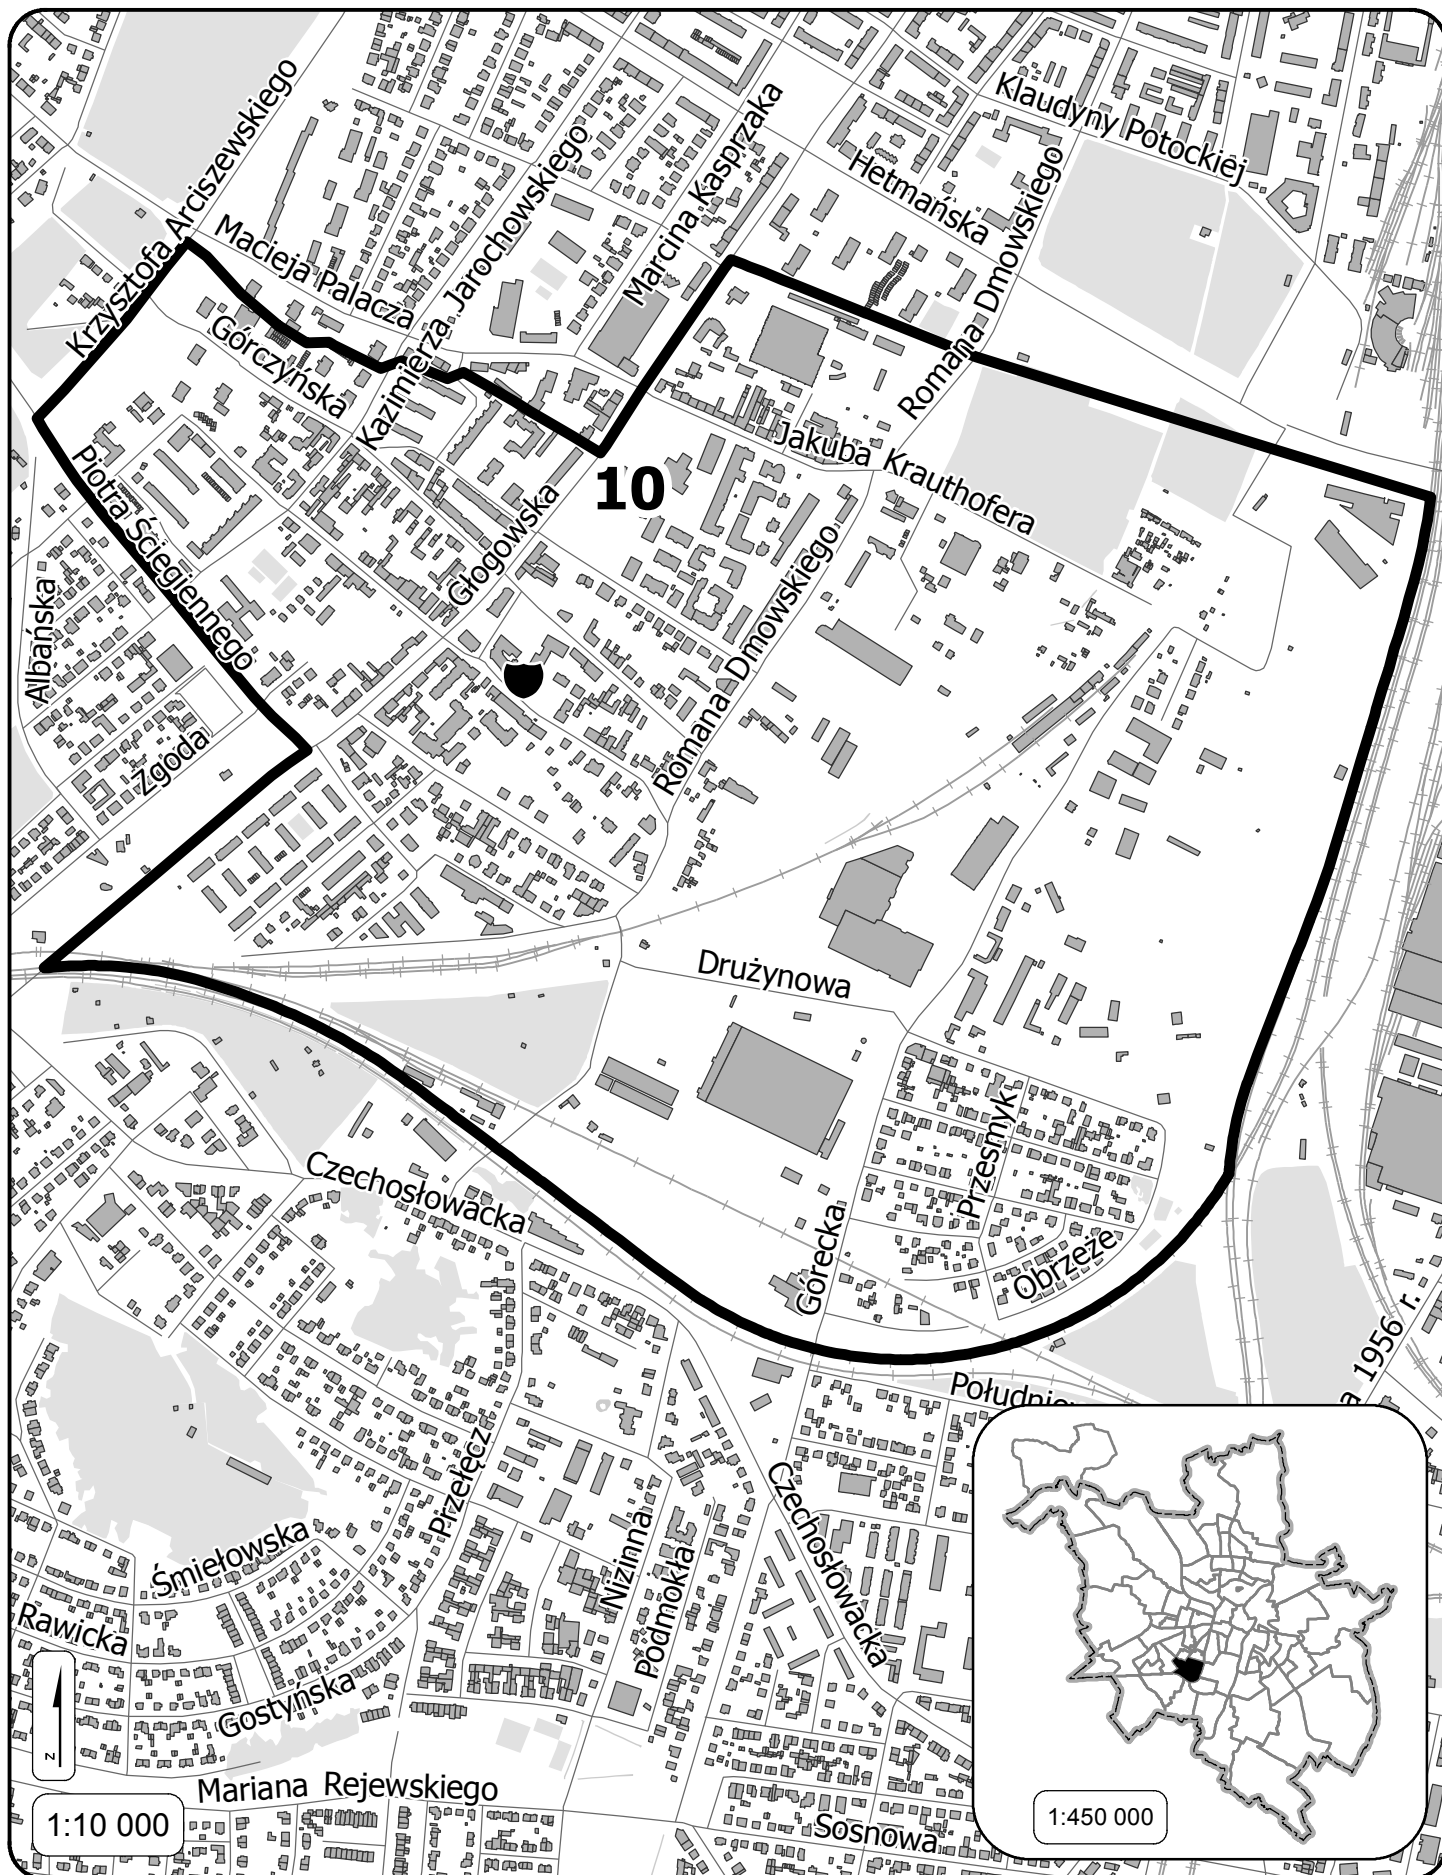 Klaudyny Potockiej
Krzysztofa Arciszewskiego
Kazimierza Jarochowskiego
Marcina Kasprzaka
Hetmańska
Romana Dmowskiego
Macieja Palacza
Górczyńska
Jakuba Krauthofera
10
Piotra Ściegiennego
Głogowska
Albańska
Romana Dmowskiego
Zgoda
Drużynowa
Przesmyk
Czechosłowacka
Górecka
Obrzeże
a 1956 r.
Przełęcz
Czechosłowacka
Nizinna
Podmokła
Śmiełowska
Rawicka
Gostyńska
z
Mariana Rejewskiego
1:10 000
1:450 000
Sosnowa